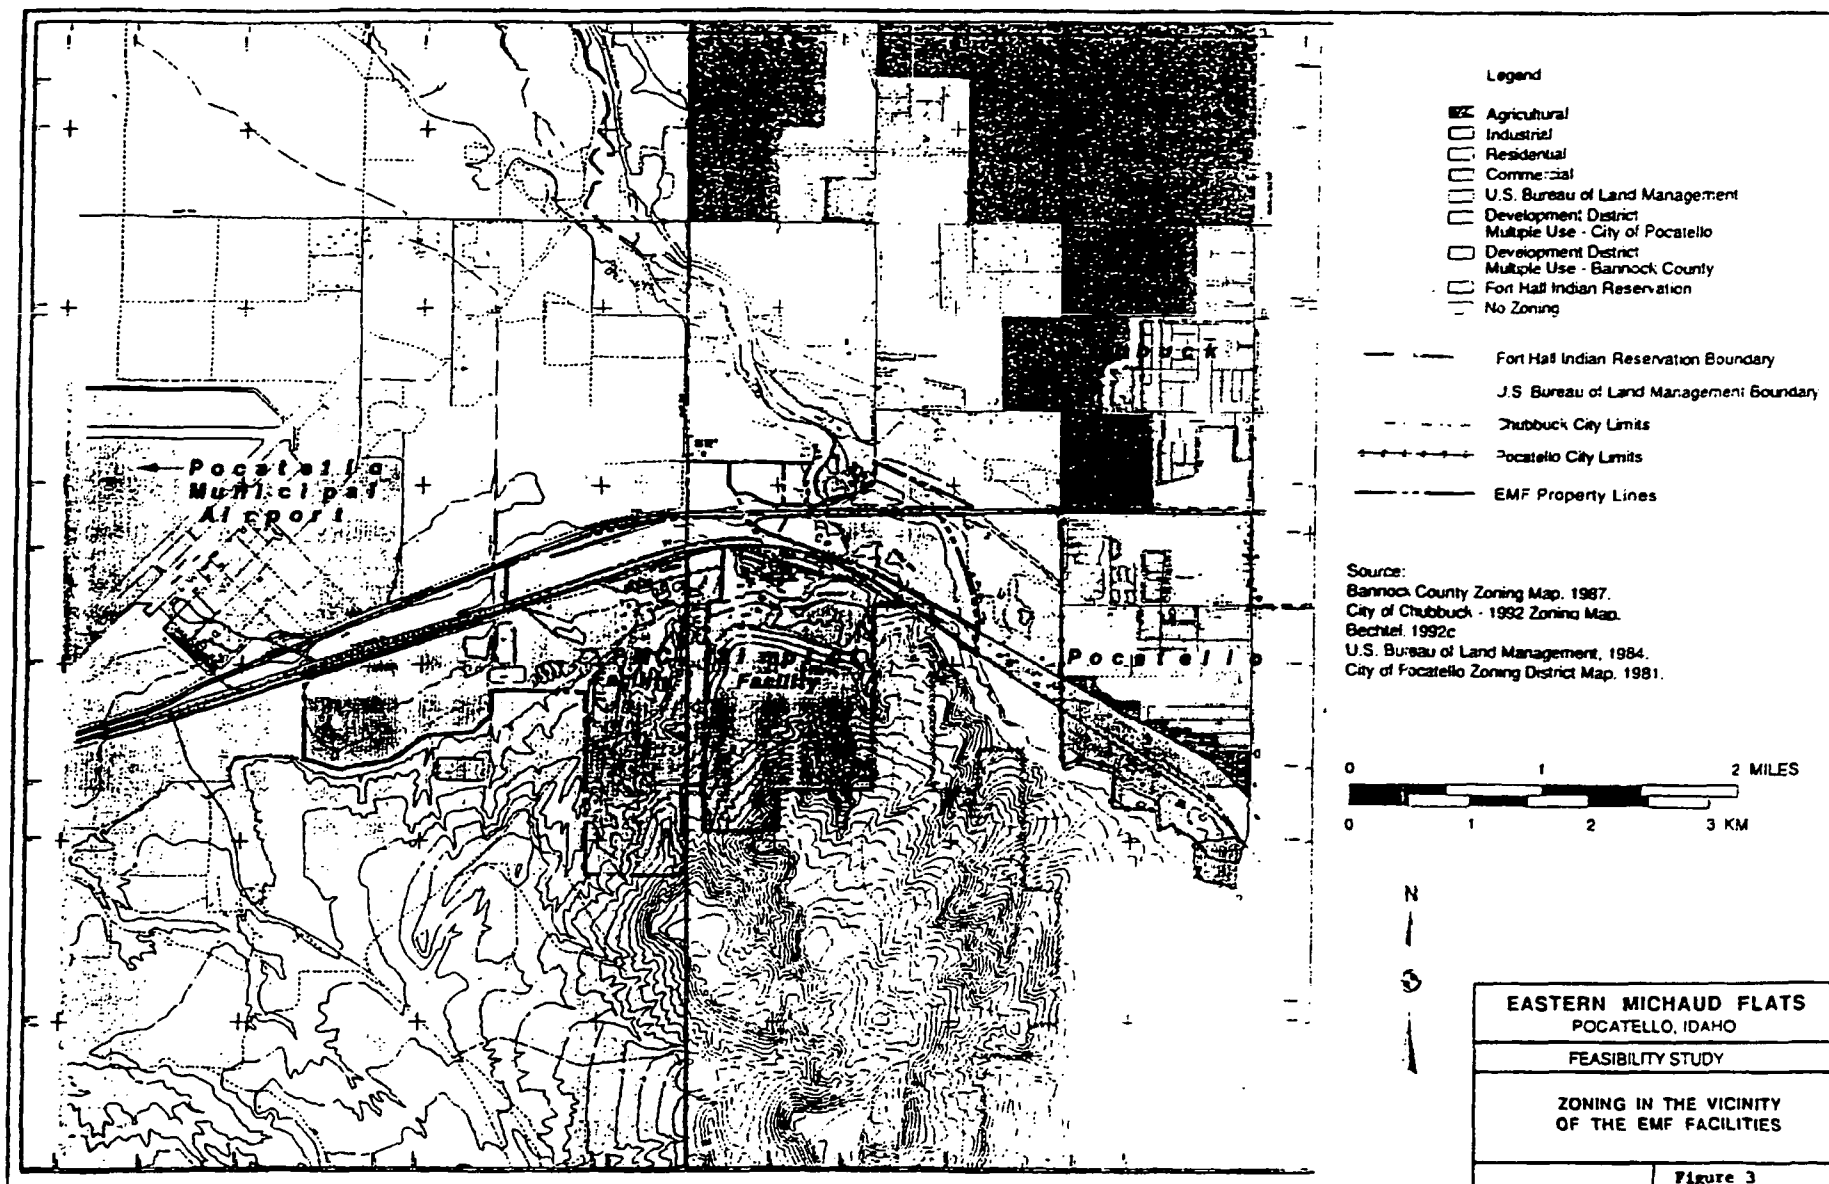 Legend
Agricultural
Industrial
Residential
Commercial
U.S. Bureau of Land Management
Development District
Multiple Use - City of Pocatello
Development District
Multiple Use - Bannock County
Fort Hall Indian Reservation
No Zoning
Fort Hall Indian Reservation Boundary
U.S. Bureau of Land Management Boundary
Chubbuck City Limits
Pocatello City Limits
EMF Property Lines
Source:
Bannock County Zoning Map, 1987.
City of Chubbuck - 1992 Zoning Map.
Bechtel, 1992c
U.S. Bureau of Land Management, 1984.
City of Pocatello Zoning District Map, 1981.
0 1 2 MILES
0 1 2 3 KM
N
Pocatello
Municipal
Airport
Facility
Facility
Pocatello
EASTERN MICHAUD FLATS
POCATELLO, IDAHO
FEASIBILITY STUDY
ZONING IN THE VICINITY
OF THE EMF FACILITIES
Figure 3